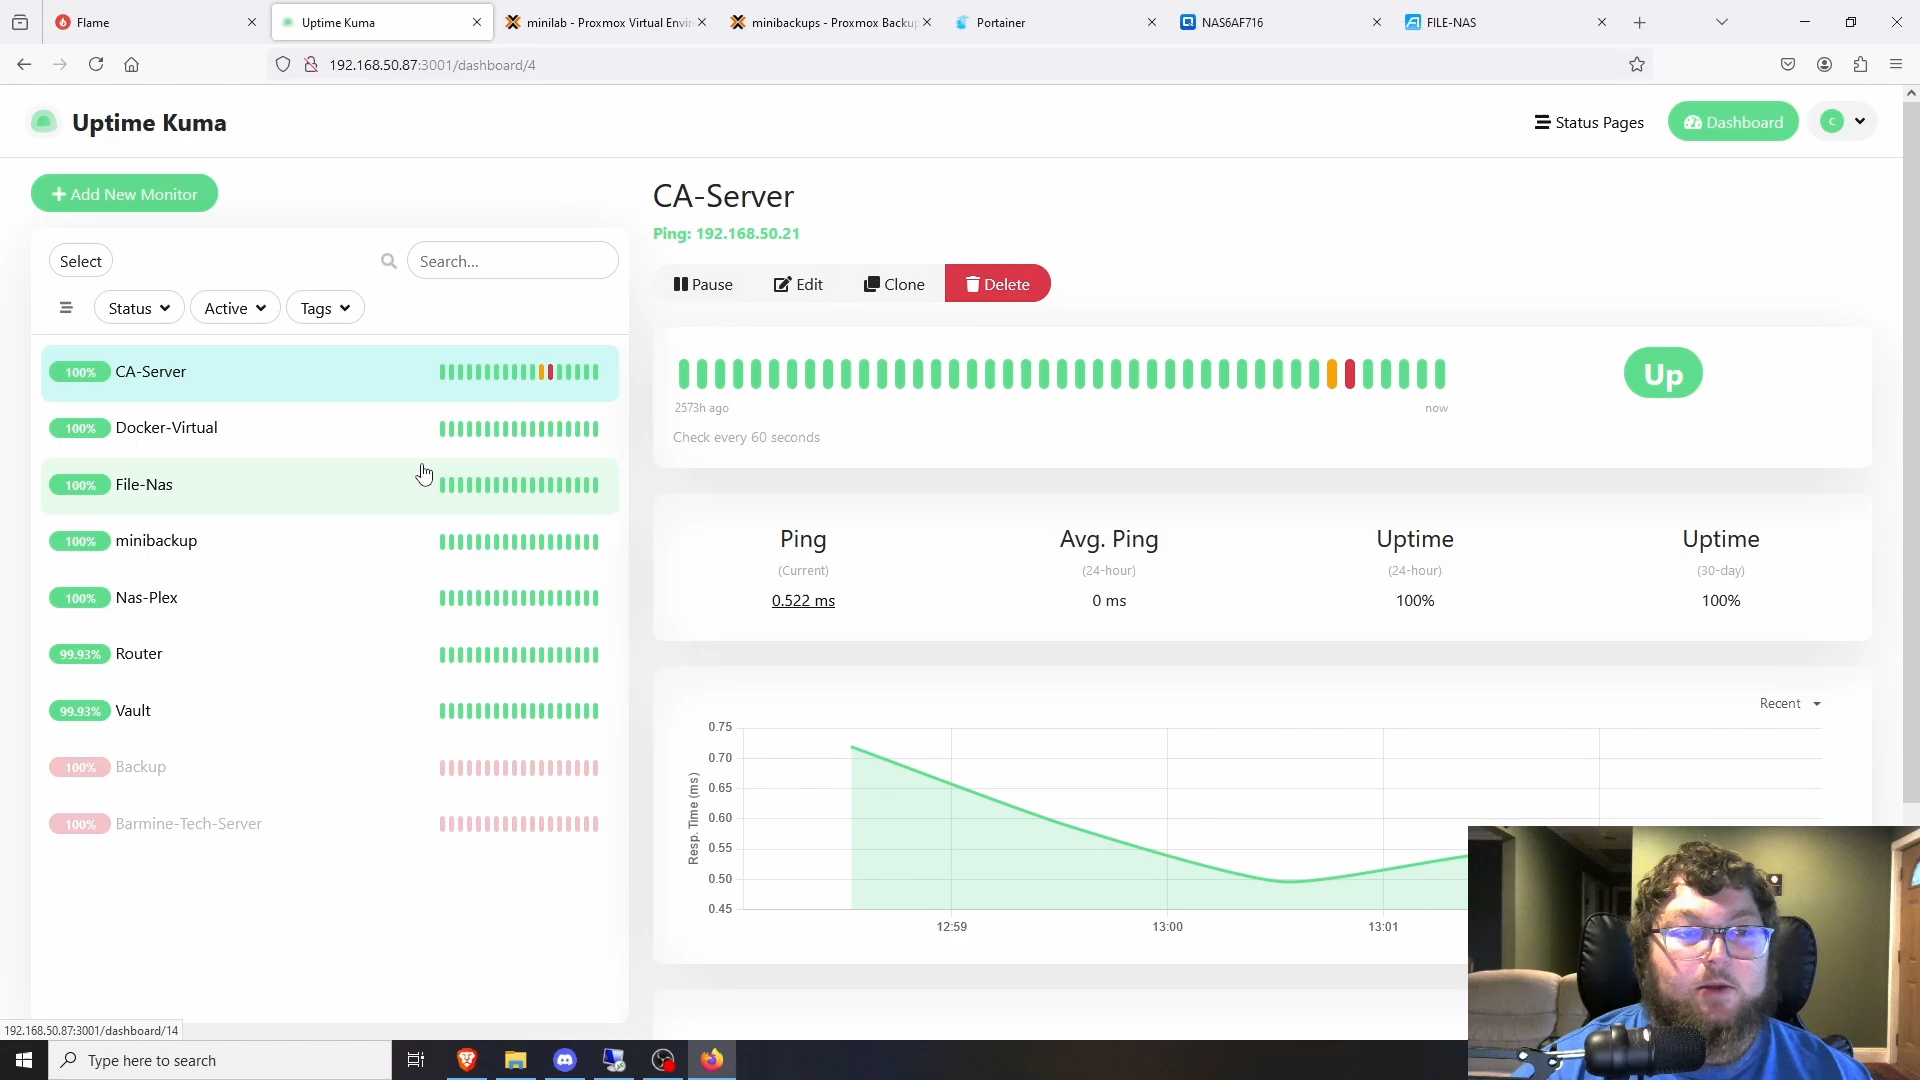 Flame
Uptime Kuma
minilab - Proxmox Virtual Envir
minibackups - Proxmox Backup
Portainer
NAS6AF716
FILE-NAS
192.168.50.87:3001/dashboard/4
Uptime Kuma
Status Pages
Dashboard
C
Add New Monitor
Select
Search...
Status
Active
Tags
100% CA-Server
100% Docker-Virtual
100% File-Nas
100% minibackup
100% Nas-Plex
99.93% Router
99.93% Vault
100% Backup
100% Barmine-Tech-Server
CA-Server
Ping: 192.168.50.21
Pause
Edit
Clone
Delete
Up
2573h ago
now
Check every 60 seconds
Ping
(Current)
0.522 ms
Avg. Ping
(24-hour)
0 ms
Uptime
(24-hour)
100%
Uptime
(30-day)
100%
Recent
Resp. Time (ms)
0.75
0.70
0.65
0.60
0.55
0.50
0.45
12:59
13:00
13:01
192.168.50.87:3001/dashboard/14
Type here to search